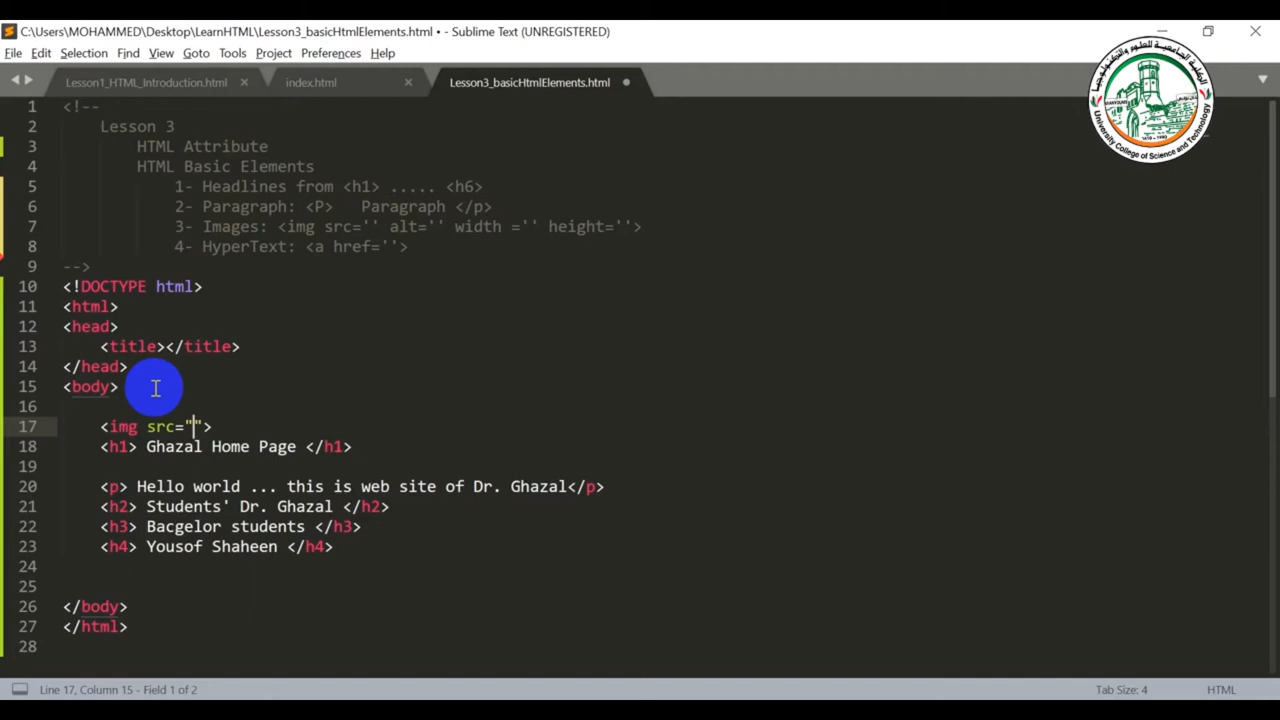 C:\Users\MOHAMMED\Desktop\LearnHTML\Lesson3_basicHtmlElements.html • - Sublime Text (UNREGISTERED)
File Edit Selection Find View Goto Tools Project Preferences Help
Lesson1_HTML_Introduction.html index.html Lesson3_basicHtmlElements.html
الكلية الجامعية للعلوم والتكنولوجيا
University College of Science and Technology
1 <!--
2 Lesson 3
3 HTML Attribute
4 HTML Basic Elements
5 1- Headlines from <h1> ..... <h6>
6 2- Paragraph: <P> Paragraph </p>
7 3- Images: <img src='' alt='' width ='' height=''>
8 4- HyperText: <a href=''>
9 -->
10 <!DOCTYPE html>
11 <html>
12 <head>
13 <title></title>
14 </head>
15 <body>
16
17 <img src="">
18 <h1> Ghazal Home Page </h1>
19
20 <p> Hello world ... this is web site of Dr. Ghazal</p>
21 <h2> Students' Dr. Ghazal </h2>
22 <h3> Bacgelor students </h3>
23 <h4> Yousof Shaheen </h4>
24
25
26 </body>
27 </html>
28
Line 17, Column 15 - Field 1 of 2 Tab Size: 4 HTML